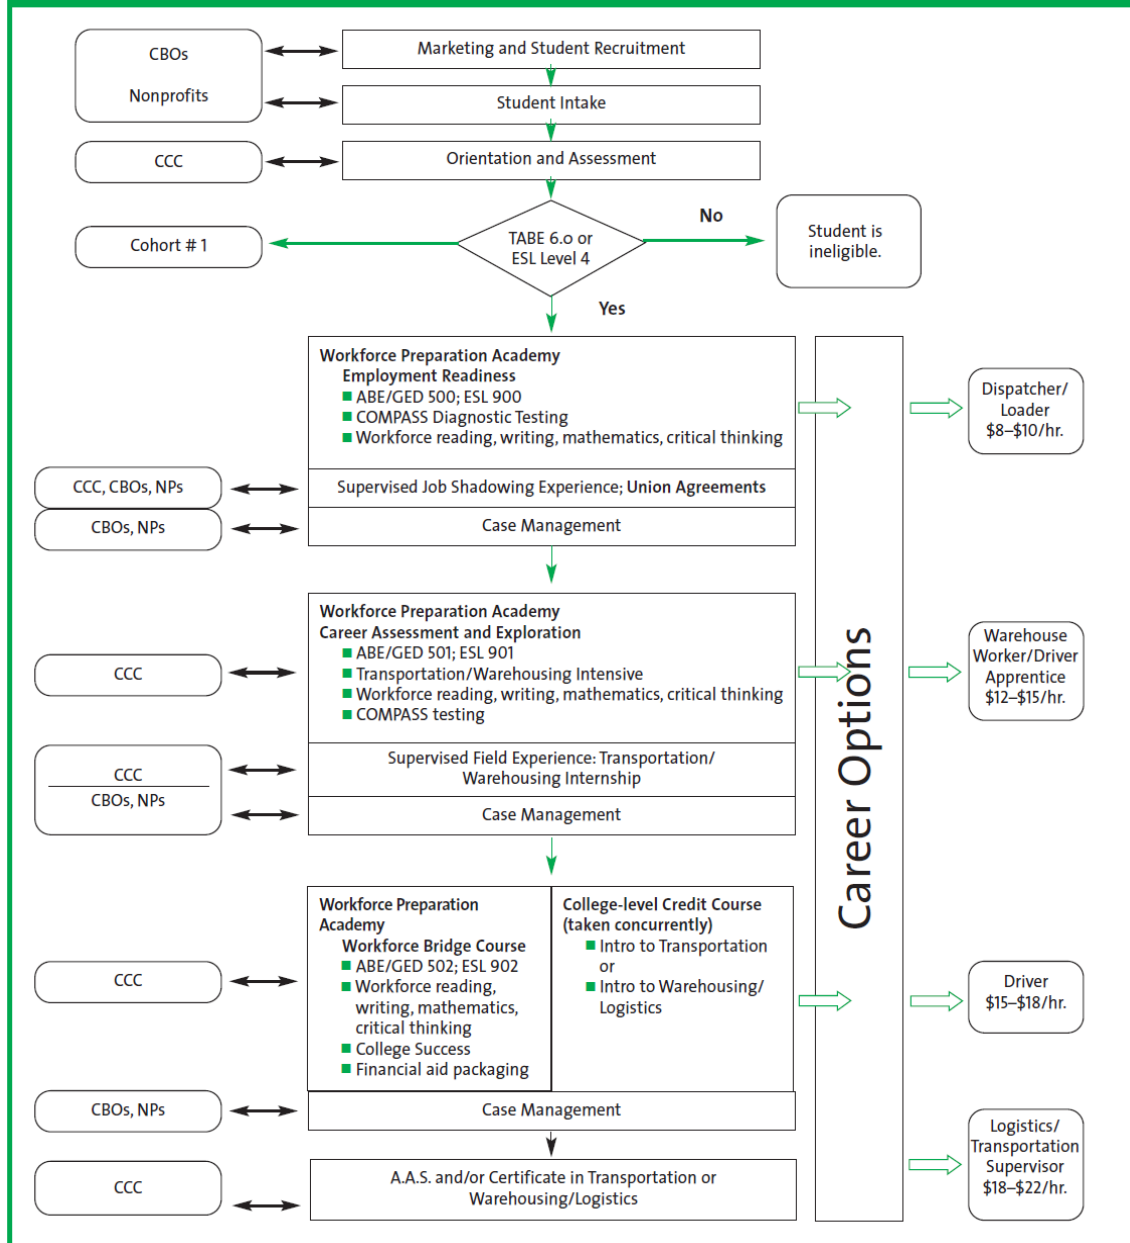 CBOs
Nonprofits
Marketing and Student Recruitment
Student Intake
CCC
Orientation and Assessment
Cohort # 1
TABE 6.0 or
ESL Level 4
No
Student is
ineligible.
Yes
Workforce Preparation Academy
Employment Readiness
ABE/GED 500; ESL 900
COMPASS Diagnostic Testing
Workforce reading, writing, mathematics, critical thinking
Dispatcher/
Loader
$8–$10/hr.
CCC, CBOs, NPs
Supervised Job Shadowing Experience; Union Agreements
CBOs, NPs
Case Management
Workforce Preparation Academy
Career Assessment and Exploration
ABE/GED 501; ESL 901
Transportation/Warehousing Intensive
Workforce reading, writing, mathematics, critical thinking
COMPASS testing
CCC
Warehouse
Worker/Driver
Apprentice
$12–$15/hr.
CCC
CBOs, NPs
Supervised Field Experience: Transportation/
Warehousing Internship
Case Management
Career Options
Workforce Preparation
Academy
Workforce Bridge Course
ABE/GED 502; ESL 902
Workforce reading,
writing, mathematics,
critical thinking
College Success
Financial aid packaging
College-level Credit Course
(taken concurrently)
Intro to Transportation
or
Intro to Warehousing/
Logistics
CCC
Driver
$15–$18/hr.
CBOs, NPs
Case Management
CCC
A.A.S. and/or Certificate in Transportation or
Warehousing/Logistics
Logistics/
Transportation
Supervisor
$18–$22/hr.